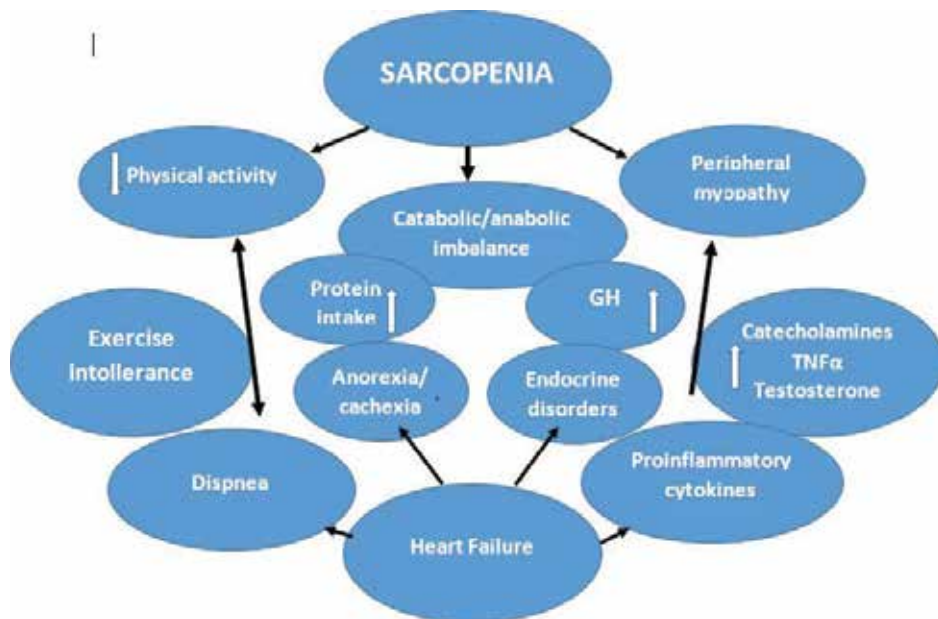 SARCOPENIA
Physical activity
Peripheral
myopathy
Catabolic/anabolic
imbalance
Protein
intake
GH
Exercise
intollerance
Catecholamines
TNFα
Testosterone
Anorexia/
cachexia
Endocrine
disorders
Dispnea
Proinflammatory
cytokines
Heart Failure